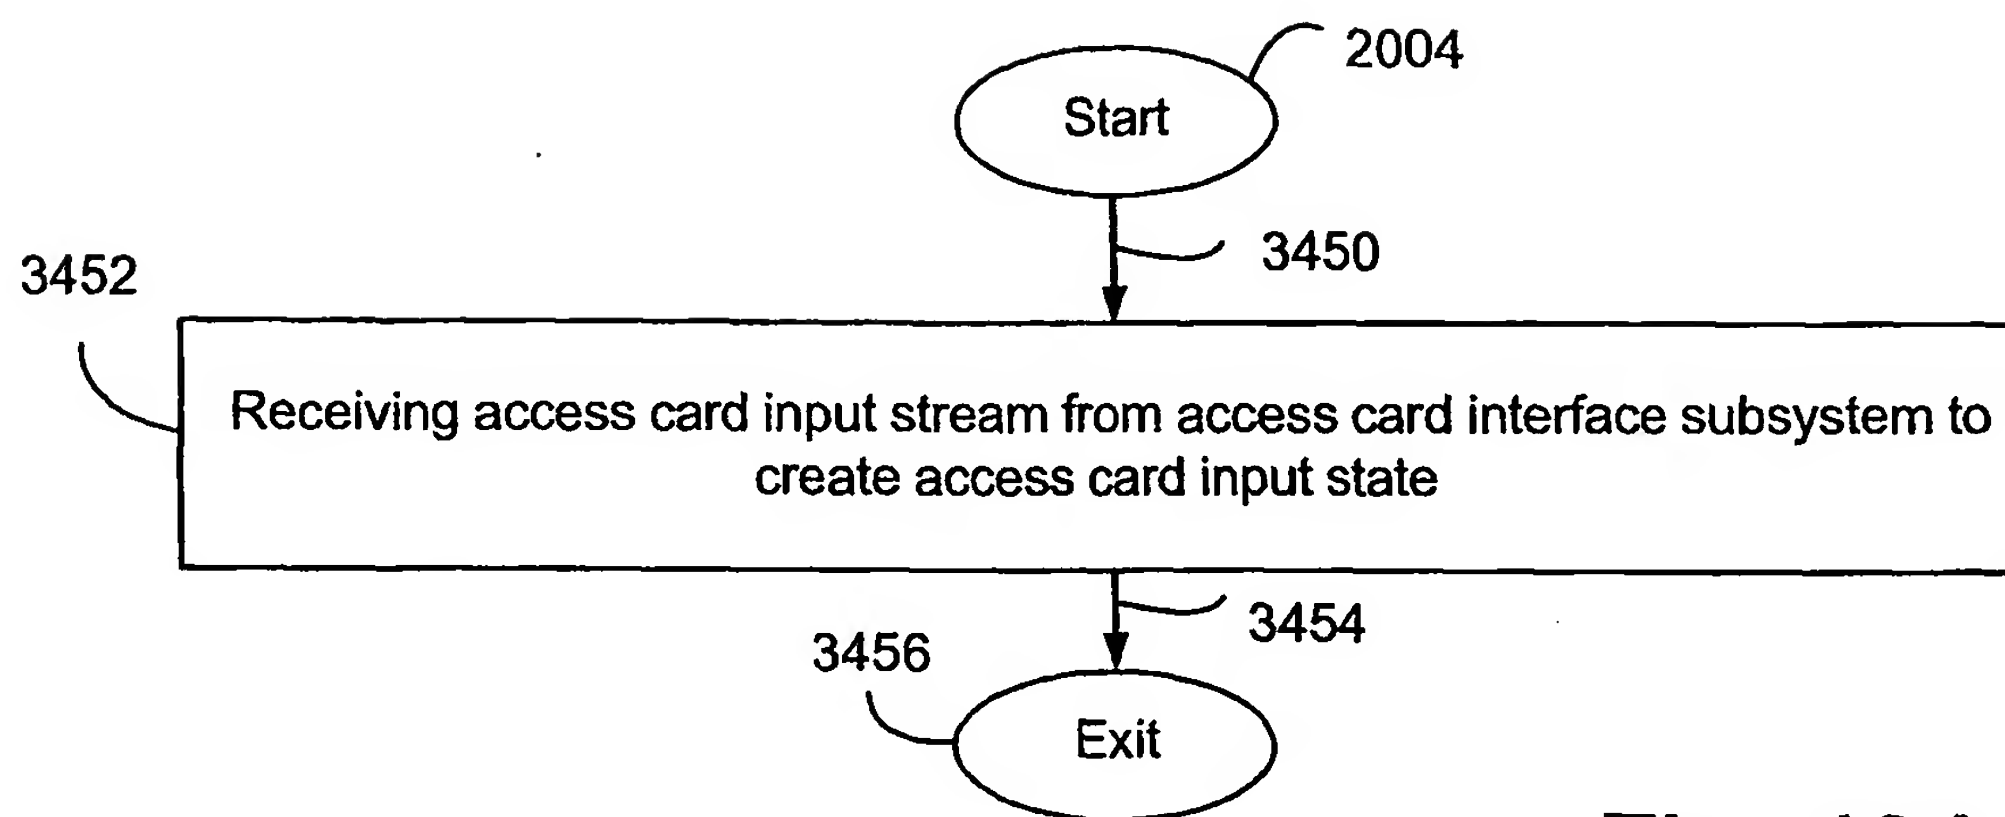 2004
Start
3450
3452
Receiving access card input stream from access card interface subsystem to
create access card input state
3454
3456
Exit